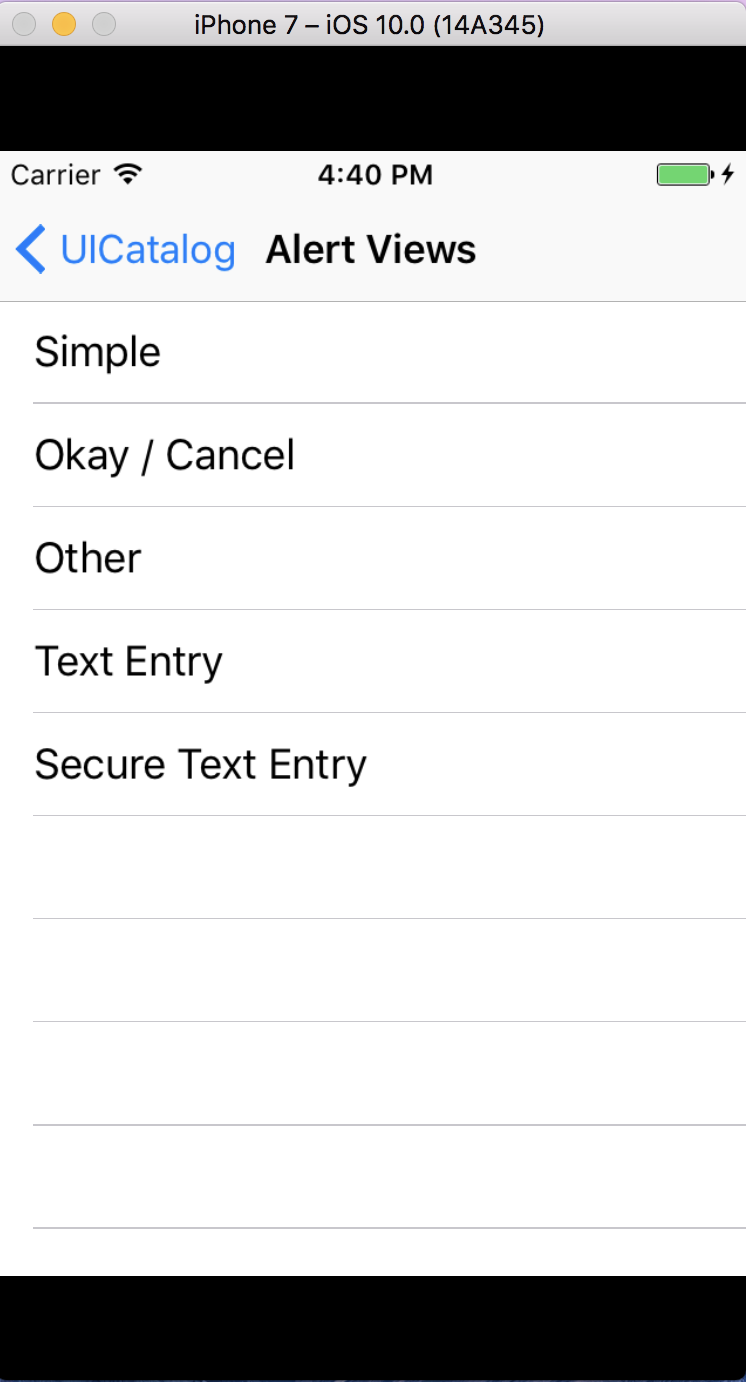 iPhone 7 – iOS 10.0 (14A345)
Carrier 4:40 PM
UICatalog Alert Views
Simple
Okay / Cancel
Other
Text Entry
Secure Text Entry